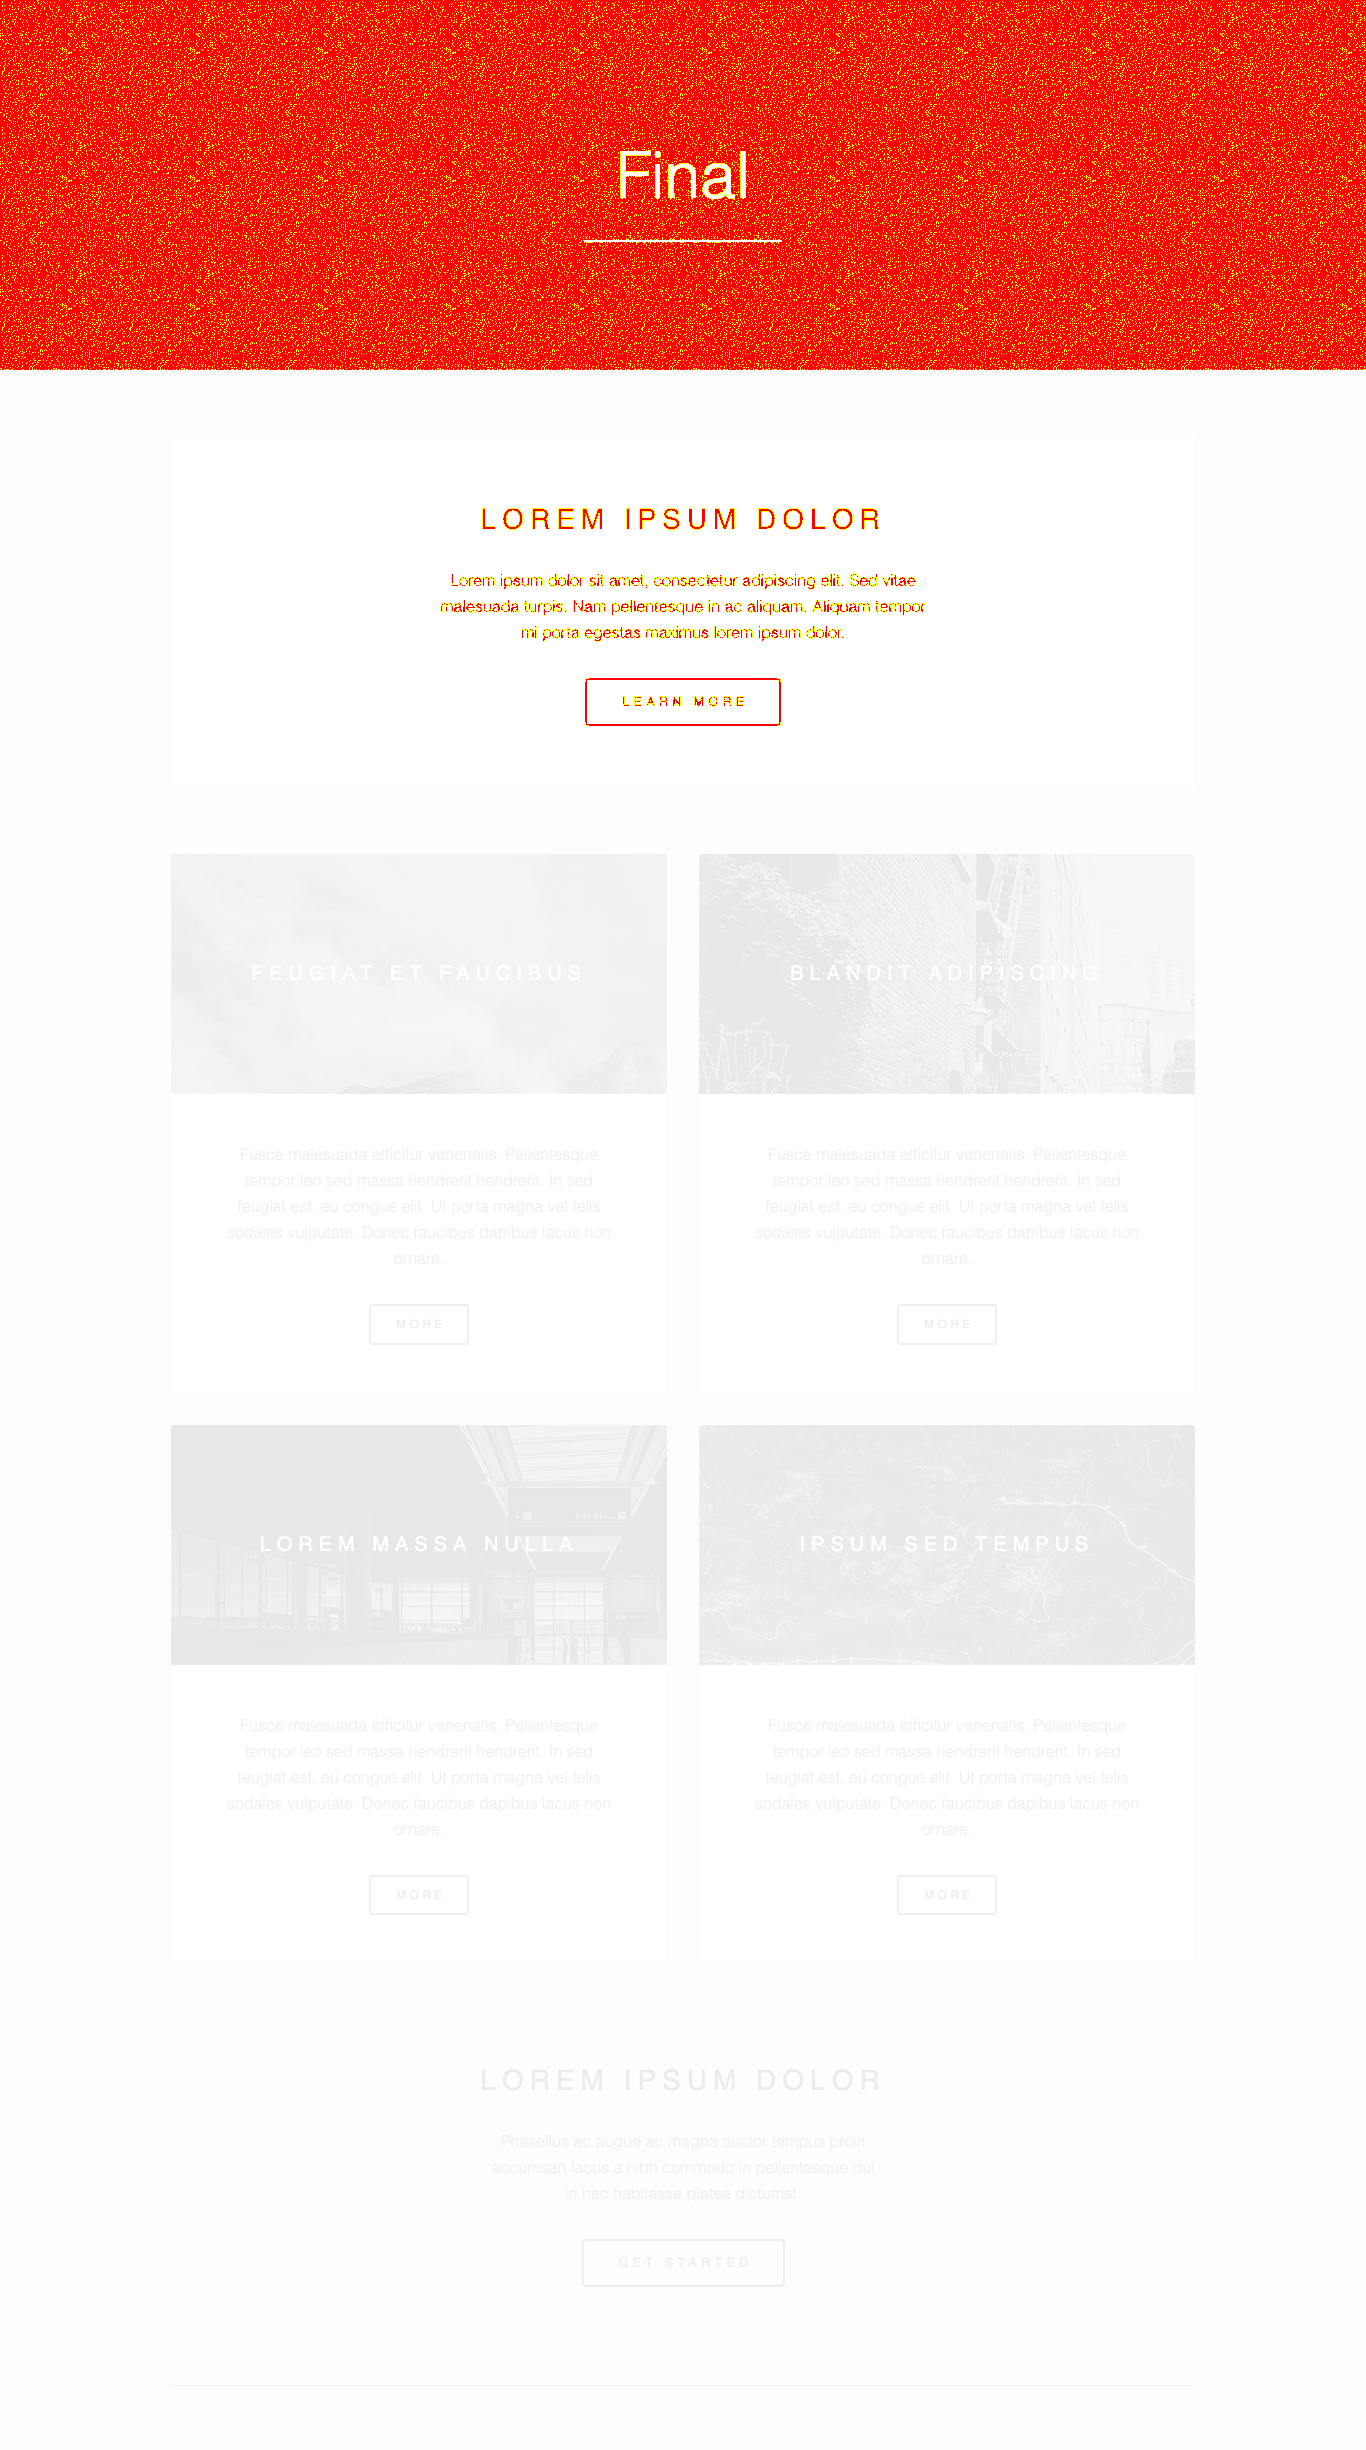 Final
LOREM IPSUM DOLOR
Lorem ipsum dolor sit amet, consectetur adipiscing elit. Sed vitae
malesuada turpis. Nam pellentesque in ac aliquam. Aliquam tempor
mi porta egestas maximus lorem ipsum dolor.
LEARN MORE
FEUGIAT ET FAUCIBUS
Fusce malesuada efficitur venenatis. Pellentesque
tempor leo sed massa hendrerit hendrerit. In sed
feugiat est, eu congue elit. Ut porta magna vel felis
sodales vulputate. Donec faucibus dapibus lacus non
ornare.
MORE
BLANDIT ADIPISCING
Fusce malesuada efficitur venenatis. Pellentesque
tempor leo sed massa hendrerit hendrerit. In sed
feugiat est, eu congue elit. Ut porta magna vel felis
sodales vulputate. Donec faucibus dapibus lacus non
ornare.
MORE
LOREM MASSA NULLA
Fusce malesuada efficitur venenatis. Pellentesque
tempor leo sed massa hendrerit hendrerit. In sed
feugiat est, eu congue elit. Ut porta magna vel felis
sodales vulputate. Donec faucibus dapibus lacus non
ornare.
MORE
IPSUM SED TEMPUS
Fusce malesuada efficitur venenatis. Pellentesque
tempor leo sed massa hendrerit hendrerit. In sed
feugiat est, eu congue elit. Ut porta magna vel felis
sodales vulputate. Donec faucibus dapibus lacus non
ornare.
MORE
LOREM IPSUM DOLOR
Phasellus ac augue ac magna auctor tempus proin
accumsan lacus a nibh commodo in pellentesque dui
in hac habitasse platea dictumst.
GET STARTED